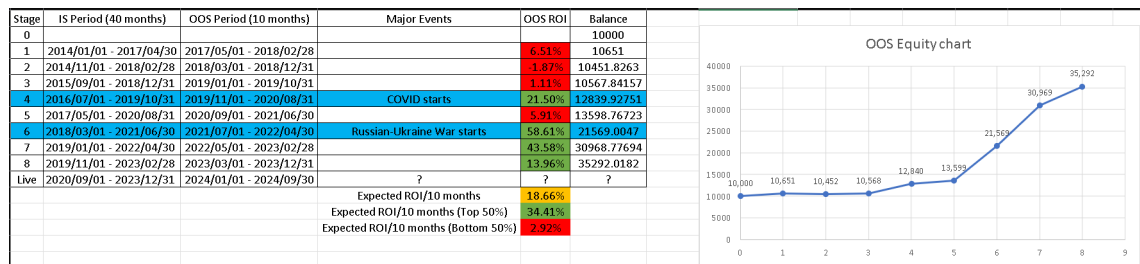 Stage IS Period (40 months) OOS Period (10 months) Major Events OOS ROI Balance
0 10000
1 2014/01/01 - 2017/04/30 2017/05/01 - 2018/02/28 6.51% 10651
2 2014/11/01 - 2018/02/28 2018/03/01 - 2018/12/31 -1.87% 10451.8263
3 2015/09/01 - 2018/12/31 2019/01/01 - 2019/10/31 1.11% 10567.84157
4 2016/07/01 - 2019/10/31 2019/11/01 - 2020/08/31 COVID starts 21.50% 12839.92751
5 2017/05/01 - 2020/08/31 2020/09/01 - 2021/06/30 5.91% 13598.76723
6 2018/03/01 - 2021/06/30 2021/07/01 - 2022/04/30 Russian-Ukraine War starts 58.61% 21569.0047
7 2019/01/01 - 2022/04/30 2022/05/01 - 2023/02/28 43.58% 30968.77694
8 2019/11/01 - 2023/02/28 2023/03/01 - 2023/12/31 13.96% 35292.0182
Live 2020/09/01 - 2023/12/31 2024/01/01 - 2024/09/30 ? ? ?
Expected ROI/10 months 18.66%
Expected ROI/10 months (Top 50%) 34.41%
Expected ROI/10 months (Bottom 50%) 2.92%
OOS Equity chart
40000
35000
30000
25000
20000
15000
10000
5000
0
10,000 10,651 10,452 10,568 12,840 13,599 21,569 30,969 35,292
0 1 2 3 4 5 6 7 8 9